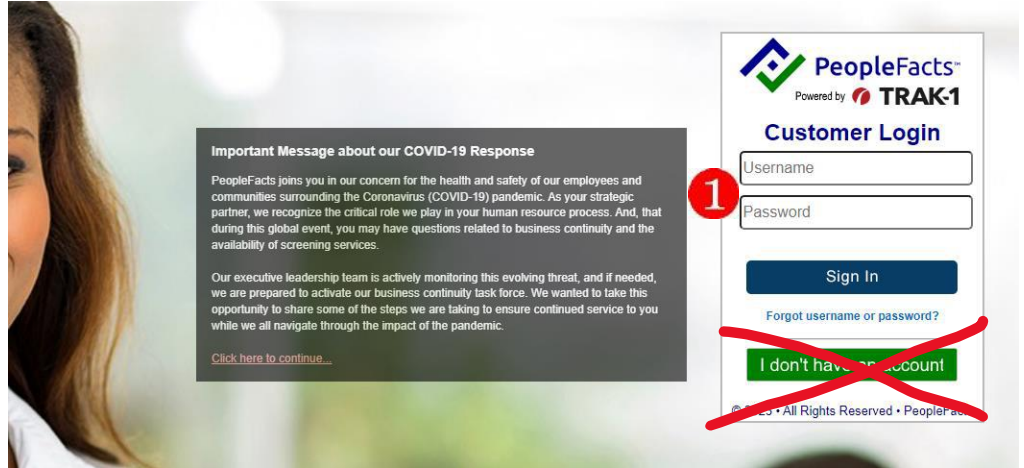 Important Message about our COVID-19 Response
PeopleFacts joins you in our concern for the health and safety of our employees and
communities surrounding the Coronavirus (COVID-19) pandemic. As your strategic
partner, we recognize the critical role we play in your human resource process. And, that
during this global event, you may have questions related to business continuity and the
availability of screening services.
Our executive leadership team is actively monitoring this evolving threat, and if needed,
we are prepared to activate our business continuity task force. We wanted to take this
opportunity to share some of the steps we are taking to ensure continued service to you
while we all navigate through the impact of the pandemic.
Click here to continue...
PeopleFacts™
Powered by TRAK-1
Customer Login
1
Username
Password
Sign In
Forgot username or password?
I don't have an account
© • All Rights Reserved •